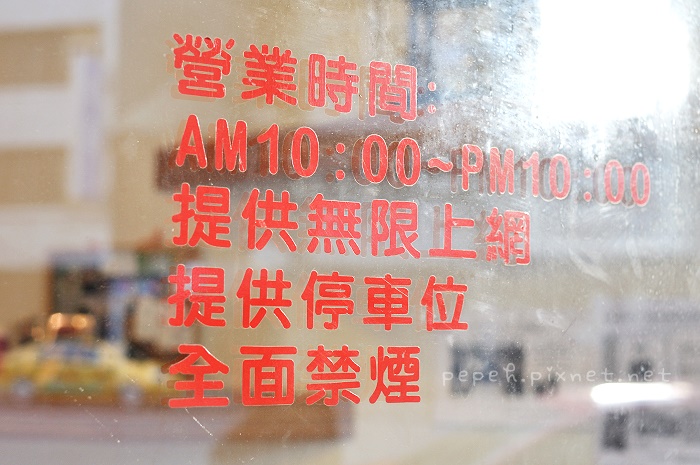 營業時間:
AM10:00~PM10:00
提供無限上網
提供停車位
全面禁煙
pepeh.pixnet.net